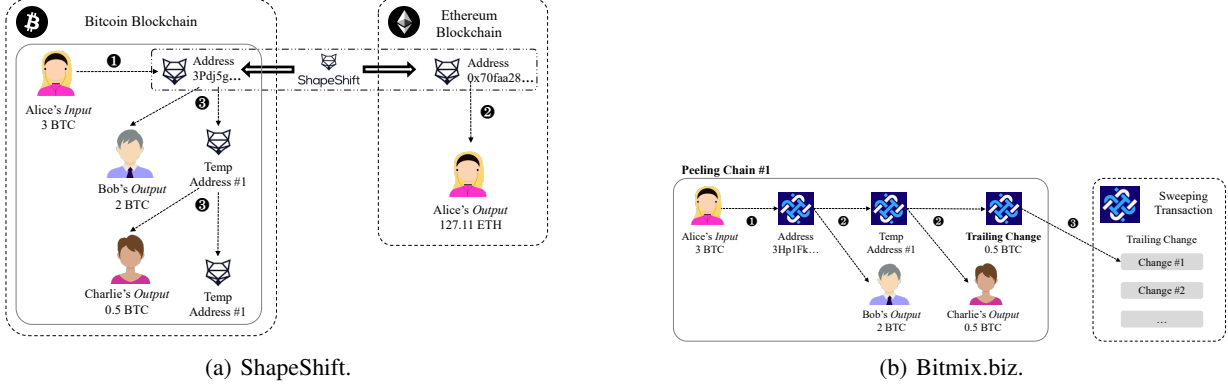 Bitcoin Blockchain
Ethereum
Blockchain
❶
Address
3Pdj5g...
ShapeShift
Address
0x70faa28...
Alice's Input
3 BTC
❸
❷
Bob's Output
2 BTC
Temp
Address #1
❸
Alice's Output
127.11 ETH
Charlie's Output
0.5 BTC
Temp
Address #1
(a) ShapeShift.
Peeling Chain #1
❶
❷
❷
❸
Alice's Input
3 BTC
Address
3Hp1Fk...
Temp
Address #1
Trailing Change
0.5 BTC
Bob's Output
2 BTC
Charlie's Output
0.5 BTC
Sweeping
Transaction
Trailing Change
Change #1
Change #2
...
(b) Bitmix.biz.